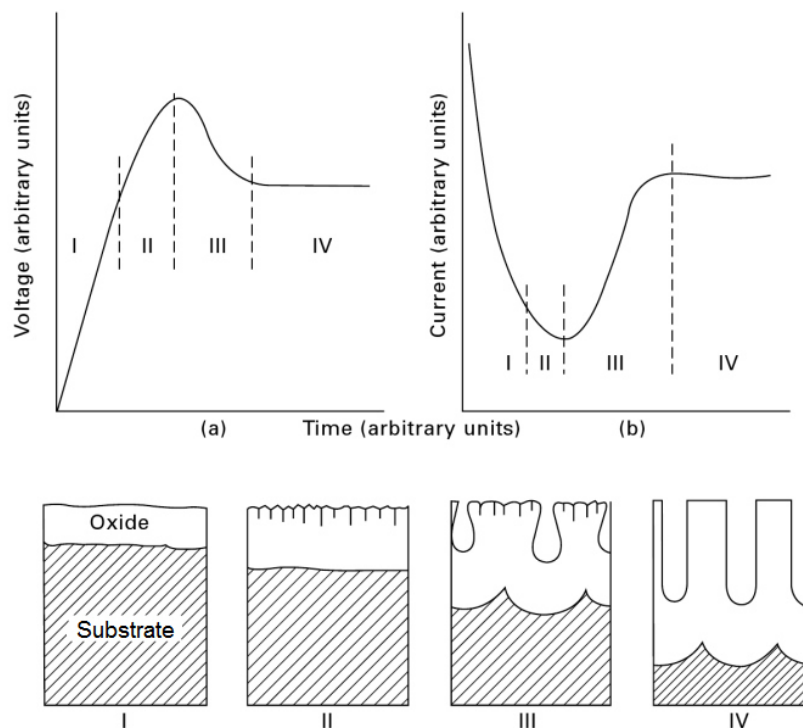 Voltage (arbitrary units)
I
II
III
IV
(a)
Current (arbitrary units)
I
II
III
IV
(b)
Time (arbitrary units)
Oxide
Substrate
I
II
III
IV